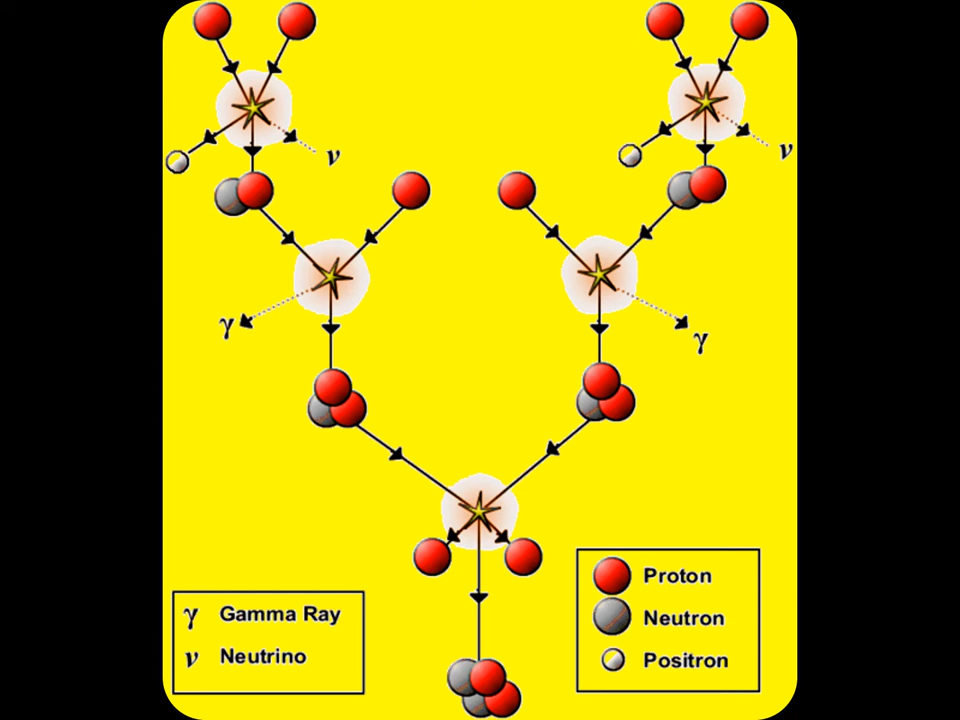 ν
ν
γ
γ
γ Gamma Ray
ν Neutrino
Proton
Neutron
Positron